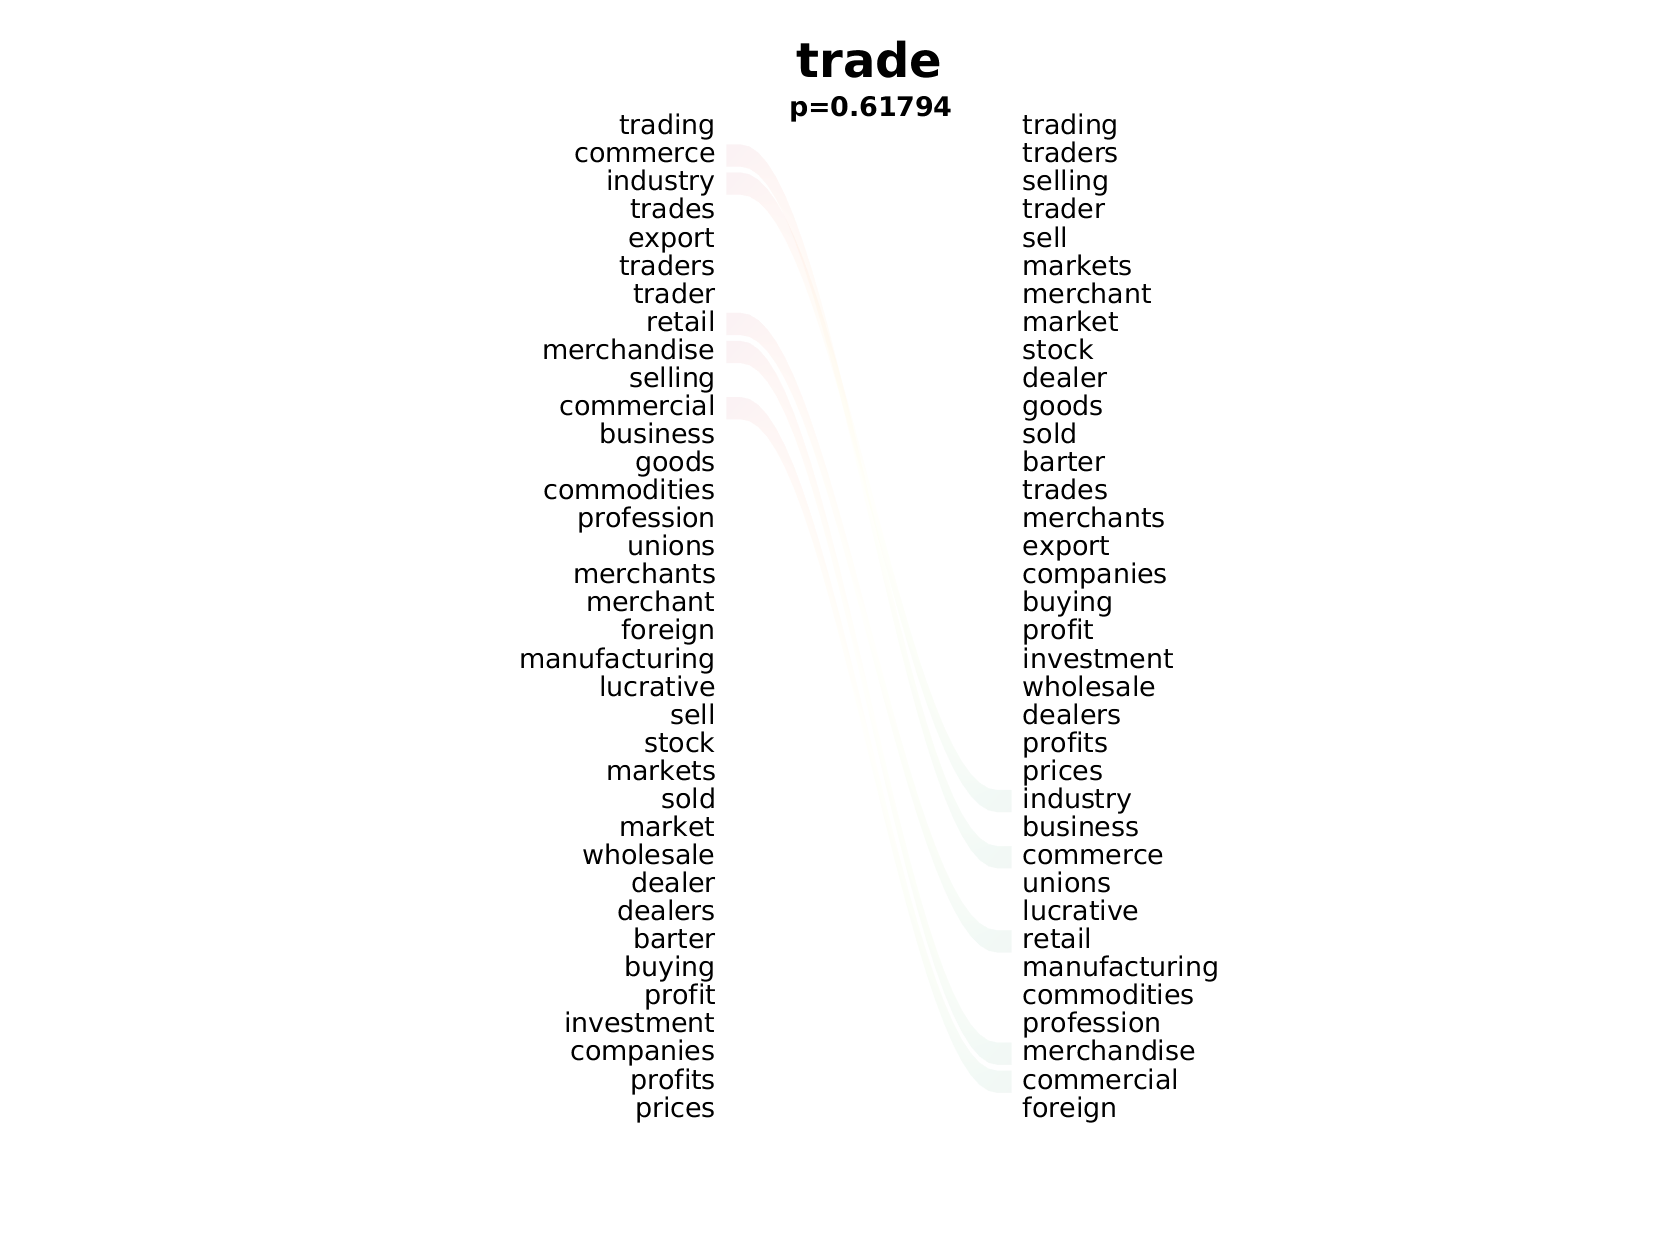 trade
p=0.61794
trading
commerce
industry
trades
export
traders
trader
retail
merchandise
selling
commercial
business
goods
commodities
profession
unions
merchants
merchant
foreign
manufacturing
lucrative
sell
stock
markets
sold
market
wholesale
dealer
dealers
barter
buying
profit
investment
companies
profits
prices
trading
traders
selling
trader
sell
markets
merchant
market
stock
dealer
goods
sold
barter
trades
merchants
export
companies
buying
profit
investment
wholesale
dealers
profits
prices
industry
business
commerce
unions
lucrative
retail
manufacturing
commodities
profession
merchandise
commercial
foreign